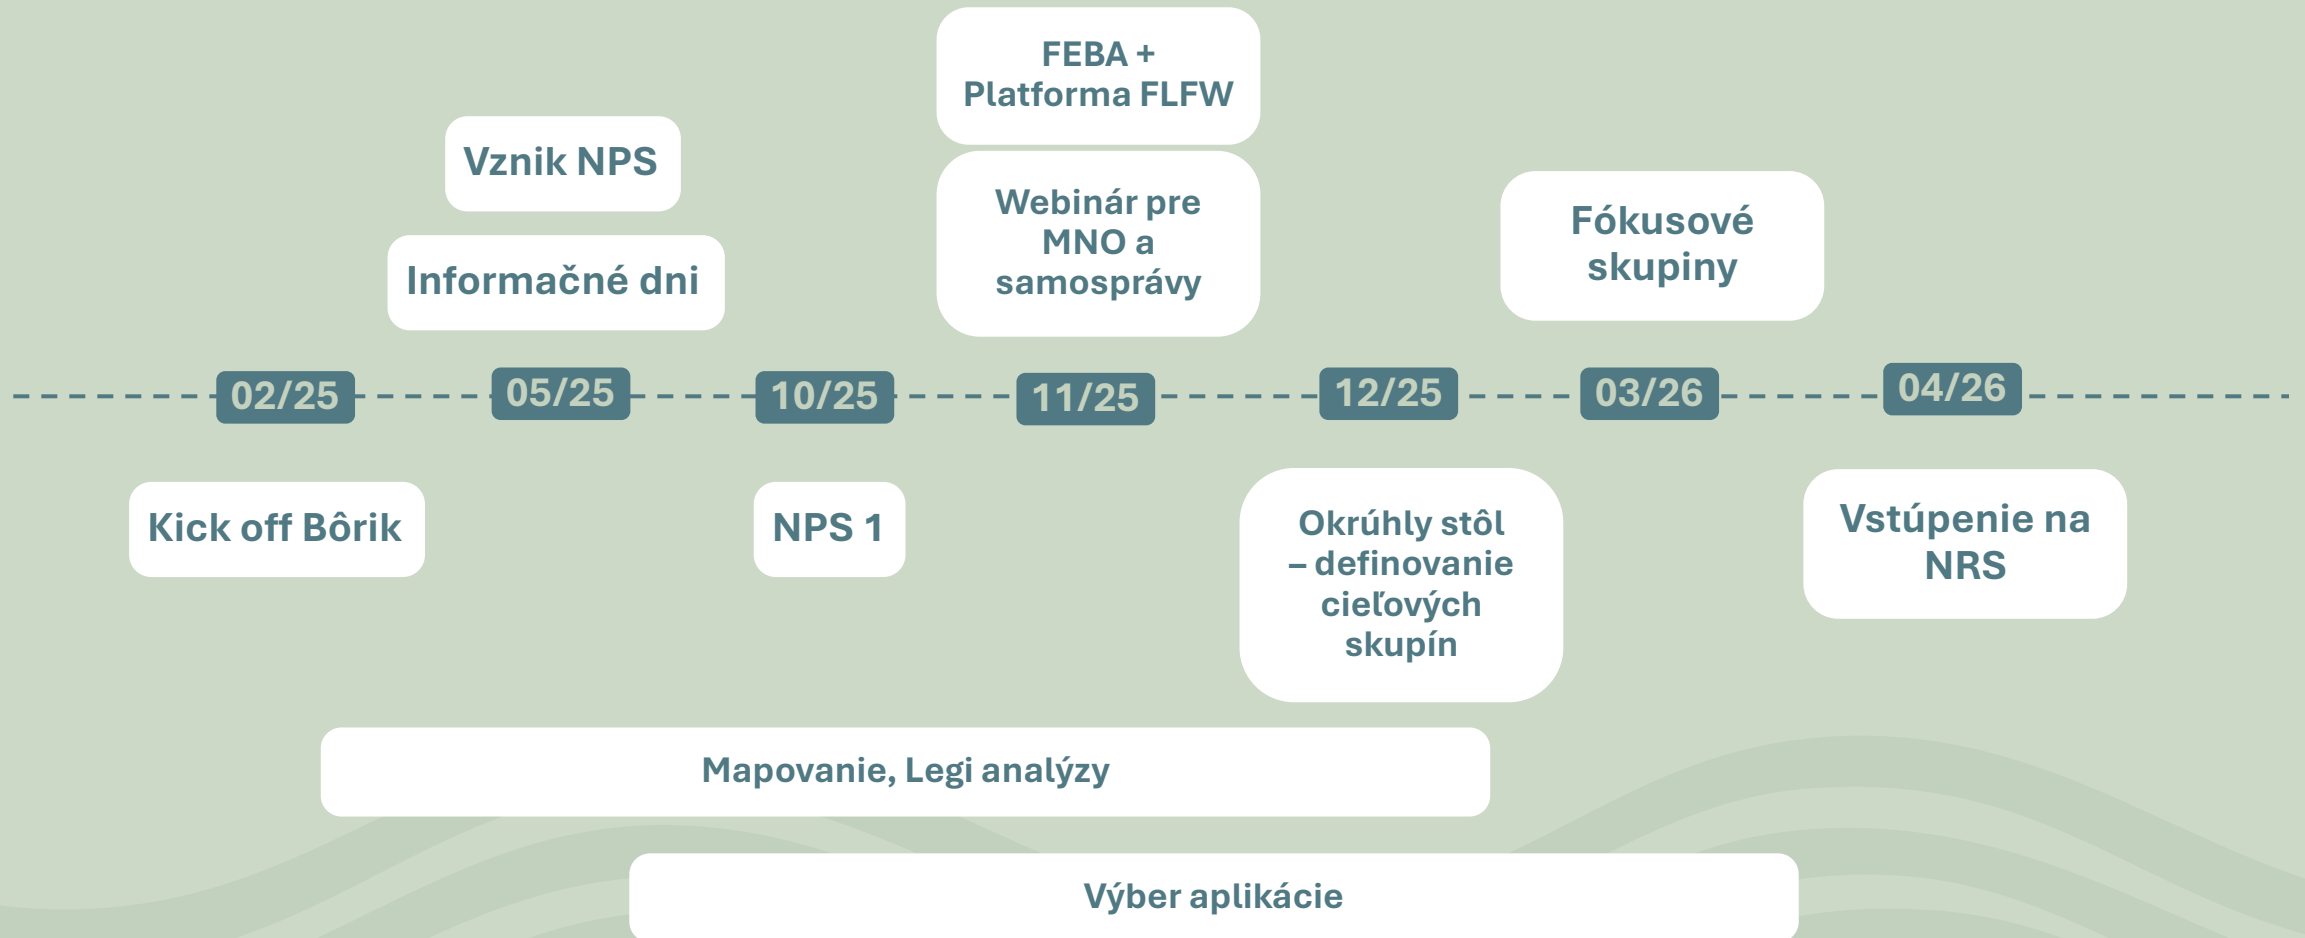 FEBA +
Platforma FLFW
Vznik NPS
Webinár pre
MNO a
samosprávy
Fókusové
skupiny
Informačné dni
02/25
05/25
10/25
11/25
12/25
03/26
04/26
Kick off Bôrik
NPS 1
Okrúhly stôl
– definovanie
cieľových
skupín
Vstúpenie na
NRS
Mapovanie, Legi analýzy
Výber aplikácie